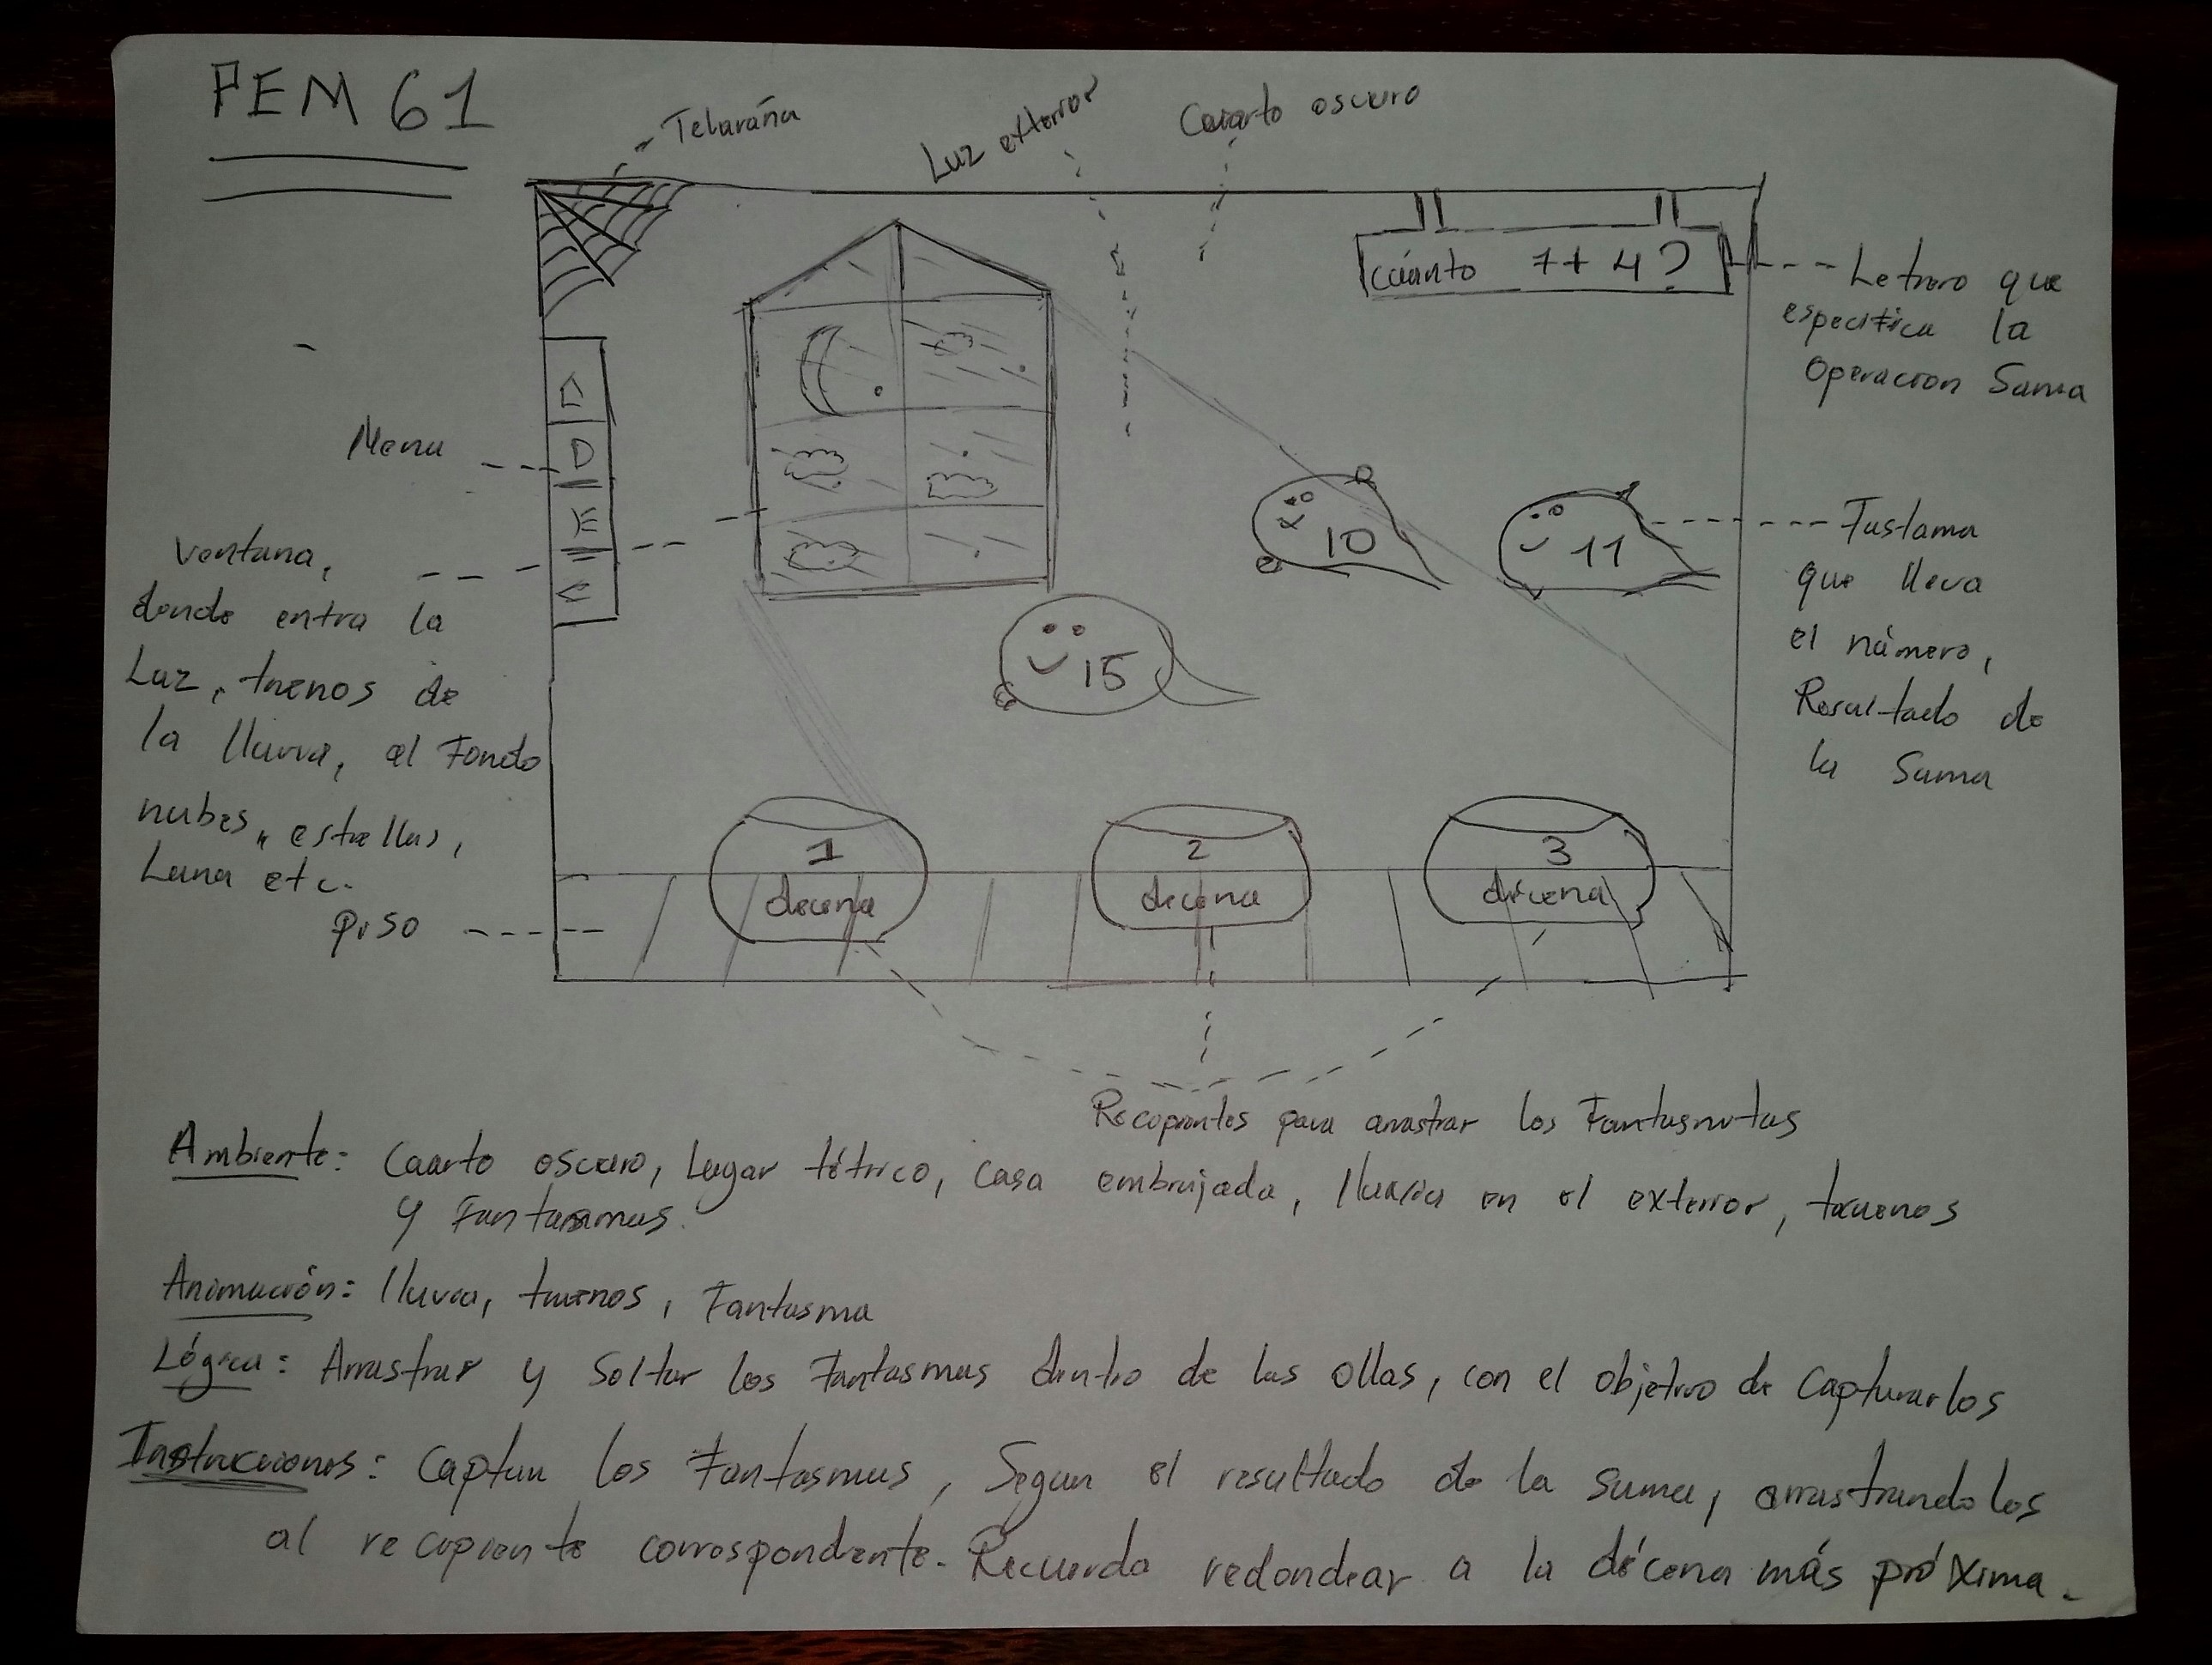 PEM 61
Telaraña
Luz exterior
Cuarto oscuro
cuánto 7+4?
Letrero que
especifica la
Operacion Suma
Menu
D
E
C
Ventana,
donde entra la
Luz, truenos de
la lluvia, al Fondo
nubes, estrellas,
Luna etc.
piso
10
11
15
Fastama
que lleva
el número,
Resultado de
la Suma
1
decena
2
decena
3
decena
Recipientes para arrastrar los Fantasmitas
Ambiente: Cuarto oscuro, Lugar tétrico, casa embrujada, lluvia en el exterior, truenos
y Fantasmas.
Animación: lluvia, truenos, Fantasma
Lógica: Arrastrar y Soltar los Fantasmas dentro de las ollas, con el objetivo de Capturarlos
Instrucciones: Captura los Fantasmas, Segun el resultado de la suma, arrastrandolos
al recipiente correspondiente. Recuerda redondear a la décena más próxima.